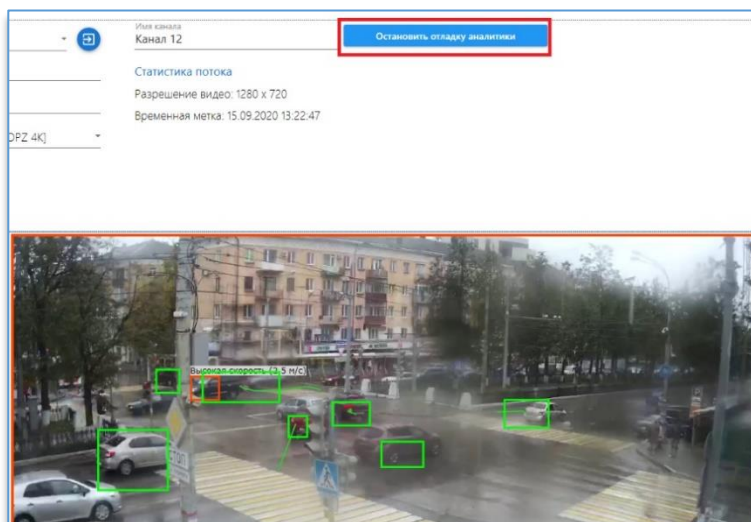 Имя канала
Канал 12
Остановить отладку аналитики
Статистика потока
Разрешение видео: 1280 x 720
Временная метка: 15.09.2020 13:22:47
DPZ 4K]
Высокая скорость (3,5 м/с)
СТОП